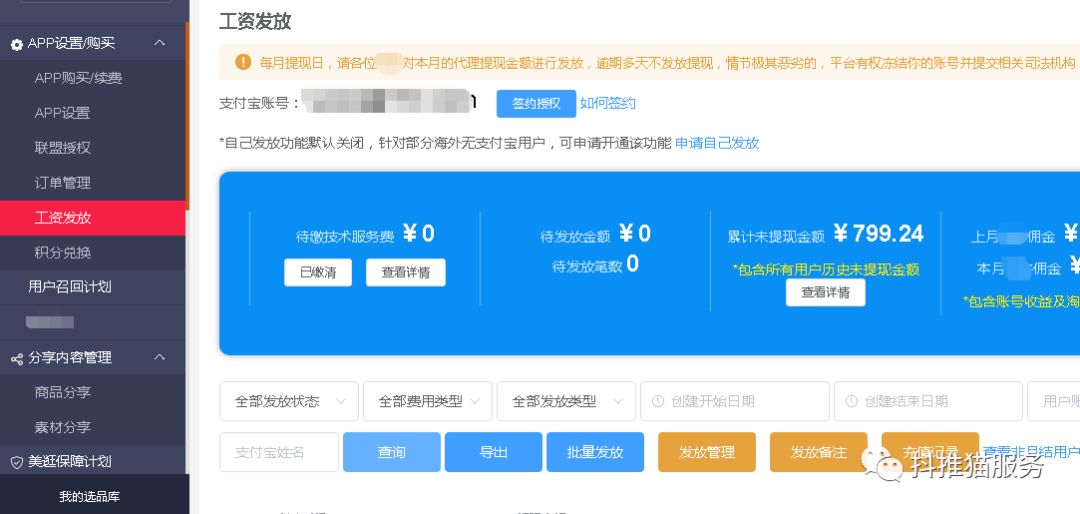 APP设置/购买
APP购买/续费
APP设置
联盟授权
订单管理
工资发放
积分兑换
用户召回计划
分享内容管理
商品分享
素材分享
美逛保障计划
我的选品库
工资发放
每月提现日，请各位 对本月的代理提现金额进行发放，逾期多天不发放提现，情节极其恶劣的，平台有权冻结你的账号并提交相关司法机构
支付宝账号： 签约授权 如何签约
*自己发放功能默认关闭，针对部分海外无支付宝用户，可申请开通该功能 申请自己发放
待缴技术服务费 ¥0
已缴清 查看详情
待发放金额 ¥0
待发放笔数 0
累计未提现金额 ¥799.24
*包含所有用户历史未提现金额
查看详情
上月 佣金 ¥
本月 佣金 ¥
*包含账号收益及淘
全部发放状态 全部费用类型 全部发放类型 创建开始日期 创建结束日期 用户账
支付宝姓名 查询 导出 批量发放 发放管理 发放备注 充值记录 查看非月结用户
抖推猫服务